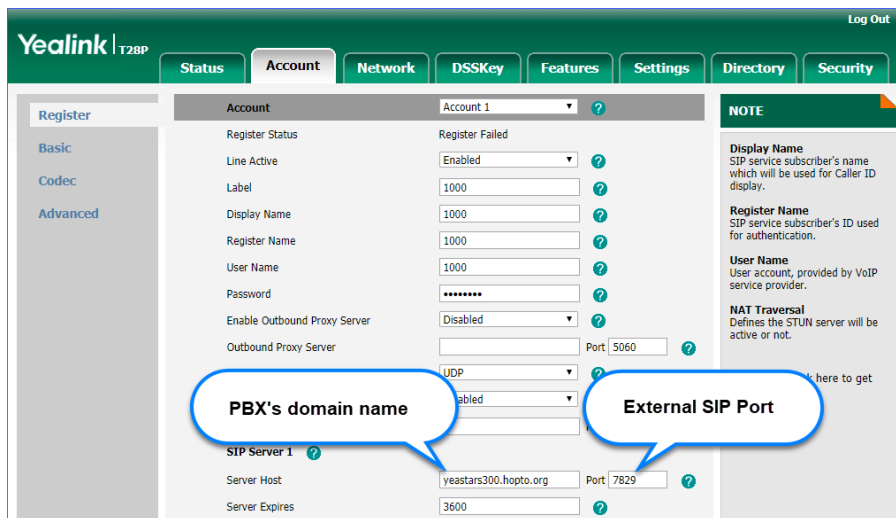 Log Out
Yealink T28P
Status Account Network DSSKey Features Settings Directory Security
Register
Basic
Codec
Advanced
Account Account 1 ?
Register Status Register Failed
Line Active Enabled ?
Label 1000 ?
Display Name 1000 ?
Register Name 1000 ?
User Name 1000 ?
Password •••••••• ?
Enable Outbound Proxy Server Disabled ?
Outbound Proxy Server Port 5060 ?
UDP ?
abled
PBX's domain name
External SIP Port
SIP Server 1 ?
Server Host yeastars300.hopto.org Port 7829 ?
Server Expires 3600 ?
NOTE
Display Name
SIP service subscriber's name
which will be used for Caller ID
display.
Register Name
SIP service subscriber's ID used
for authentication.
User Name
User account, provided by VoIP
service provider.
NAT Traversal
Defines the STUN server will be
active or not.
here to get